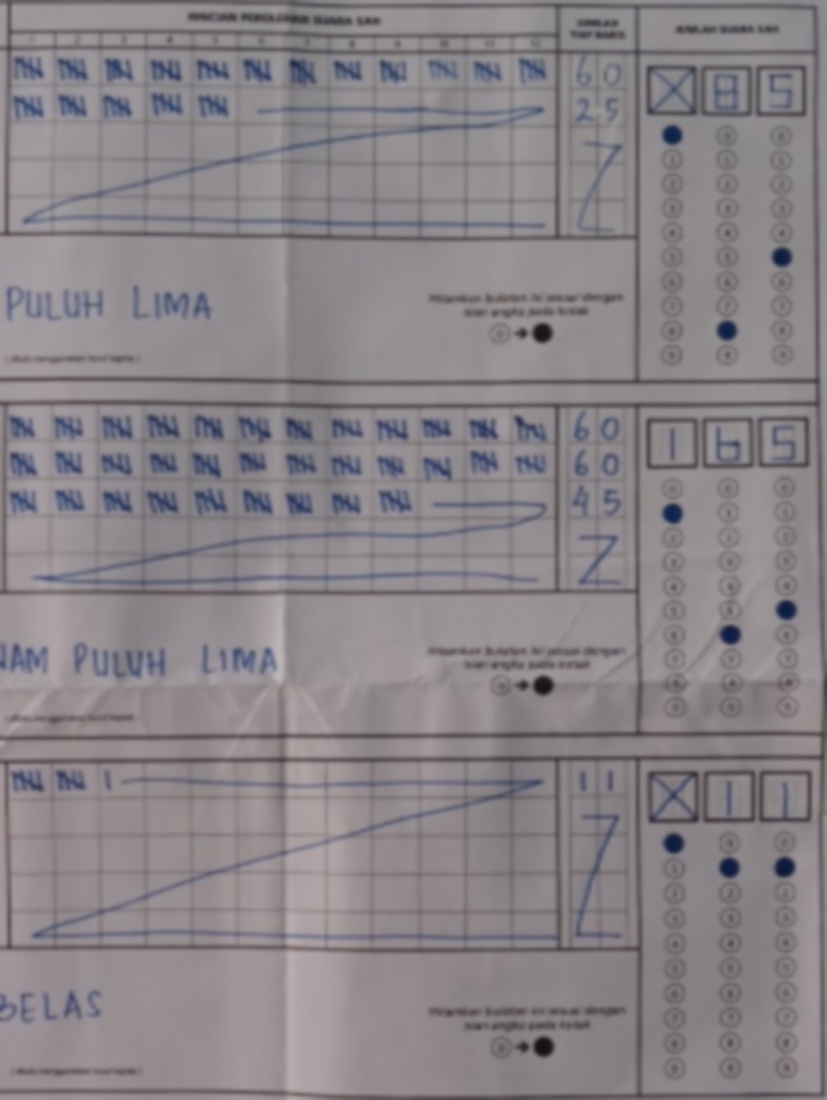 RINCIAN PEROLEHAN SUARA SAH
JUMLAH TIAP BARIS
JUMLAH SUARA SAH
1 2 3 4 5 6 7 8 9 10 11 12
60
25
X 8 5
PULUH LIMA
Hitamkan bulatan ini sesuai dengan
isian angka pada kotak
60
60
45
1 6 5
NAM PULUH LIMA
Hitamkan bulatan ini sesuai dengan
isian angka pada kotak
11
X 1 1
BELAS
Hitamkan bulatan ini sesuai dengan
isian angka pada kotak